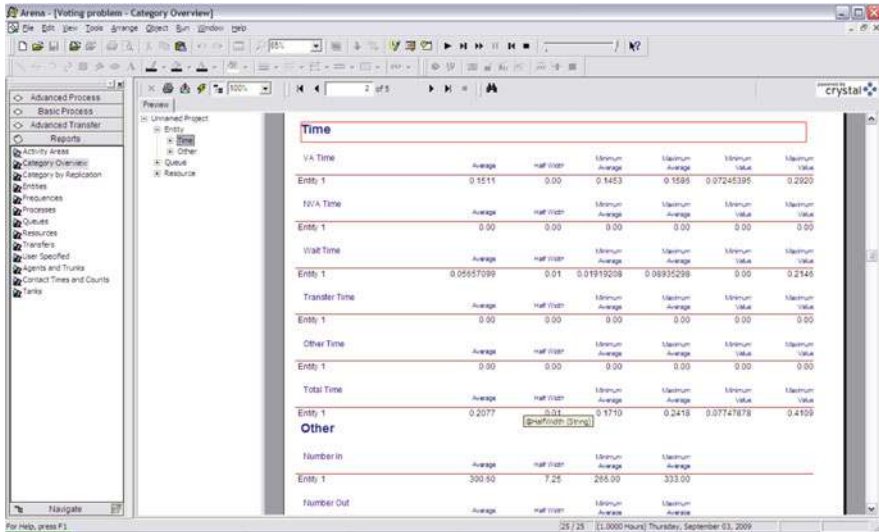 Arena - [Voting problem - Category Overview]
File Edit View Tools Arrange Object Run Window Help
65%
100%
2 of 5
powered by
crystal
Preview
Advanced Process
Basic Process
Advanced Transfer
Reports
Activity Areas
Category Overview
Category by Replication
Entities
Frequencies
Processes
Queues
Resources
Transfers
User Specified
Agents and Trunks
Contact Times and Counts
Tanks
Navigate
Unnamed Project
Entity
Time
Other
Queue
Resource
Time
VA Time Average Half Width Minimum Average Maximum Average Minimum Value Maximum Value
Entity 1 0.1511 0.00 0.1453 0.1586 0.07245395 0.2920
NVA Time Average Half Width Minimum Average Maximum Average Minimum Value Maximum Value
Entity 1 0.00 0.00 0.00 0.00 0.00 0.00
Wait Time Average Half Width Minimum Average Maximum Average Minimum Value Maximum Value
Entity 1 0.05657099 0.01 0.01919208 0.08935298 0.00 0.2146
Transfer Time Average Half Width Minimum Average Maximum Average Minimum Value Maximum Value
Entity 1 0.00 0.00 0.00 0.00 0.00 0.00
Other Time Average Half Width Minimum Average Maximum Average Minimum Value Maximum Value
Entity 1 0.00 0.00 0.00 0.00 0.00 0.00
Total Time Average Half Width Minimum Average Maximum Average Minimum Value Maximum Value
Entity 1 0.2077 0.01 0.1710 0.2418 0.07747878 0.4109
@HalfWidth (String)
Other
Number In Average Half Width Minimum Average Maximum Average
Entity 1 300.60 7.25 266.00 333.00
Number Out Average Half Width Minimum Average Maximum Average
For Help, press F1
25 / 25 (1.0000 Hours) Thursday, September 03, 2009